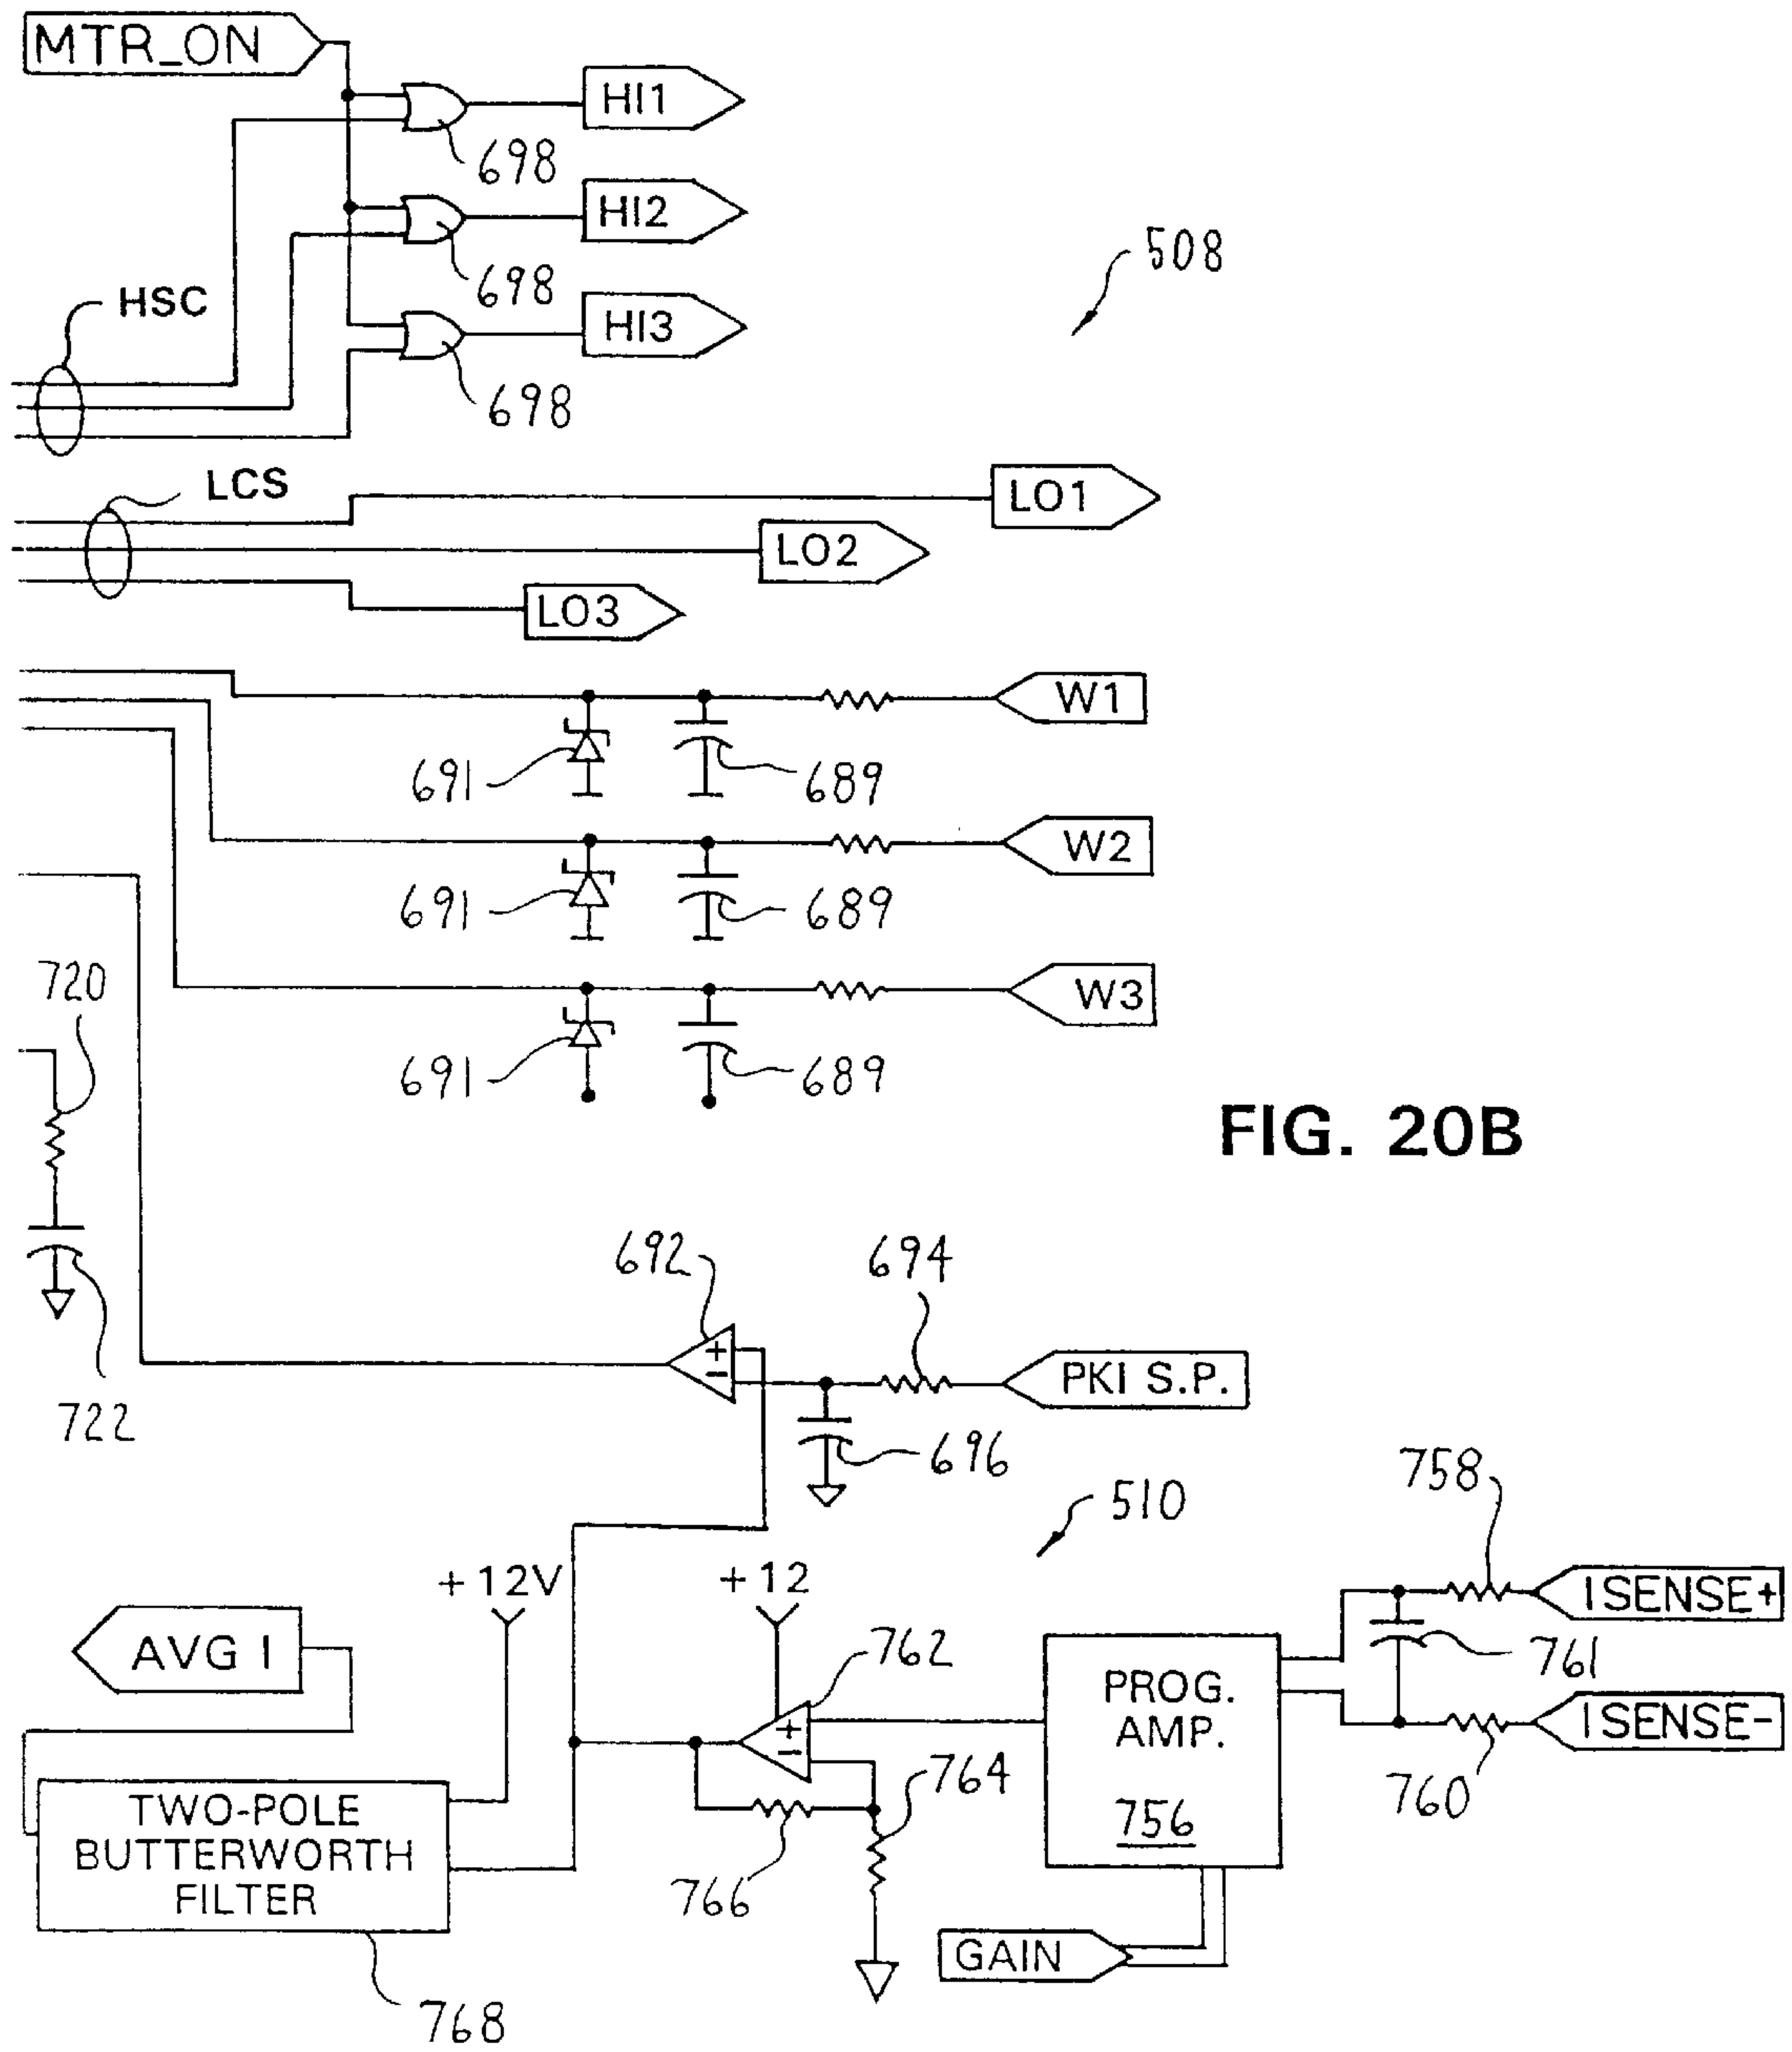 MTR_ON
HI1
698
HI2
698
508
HSC
HI3
698
LCS
LO1
LO2
LO3
W1
691
689
W2
691
689
720
W3
691
689
FIG. 20B
692
694
PKI S.P.
722
696
758
510
+12V
+12
ISENSE+
AVG I
762
761
PROG.
AMP.
ISENSE-
764
760
TWO-POLE
BUTTERWORTH
FILTER
756
766
GAIN
768